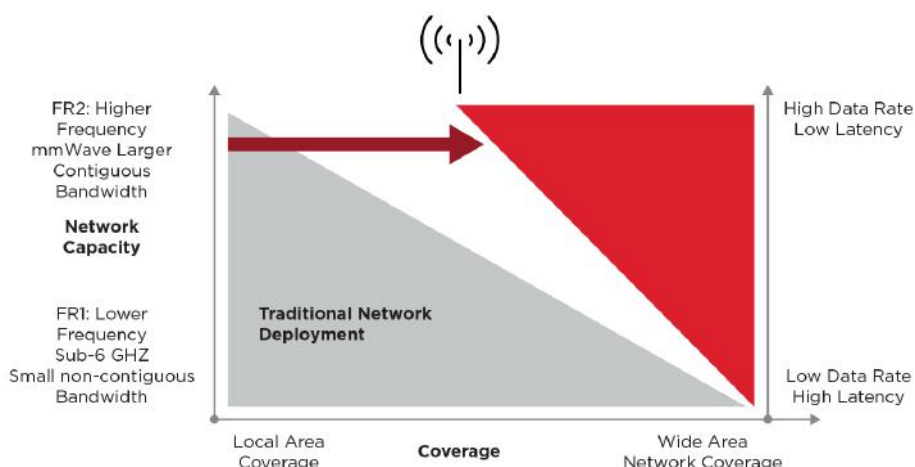 FR2: Higher
Frequency
mmWave Larger
Contiguous
Bandwidth
Network
Capacity
FR1: Lower
Frequency
Sub-6 GHZ
Small non-contiguous
Bandwidth
Traditional Network
Deployment
High Data Rate
Low Latency
Low Data Rate
High Latency
Local Area
Coverage
Coverage
Wide Area
Network Coverage